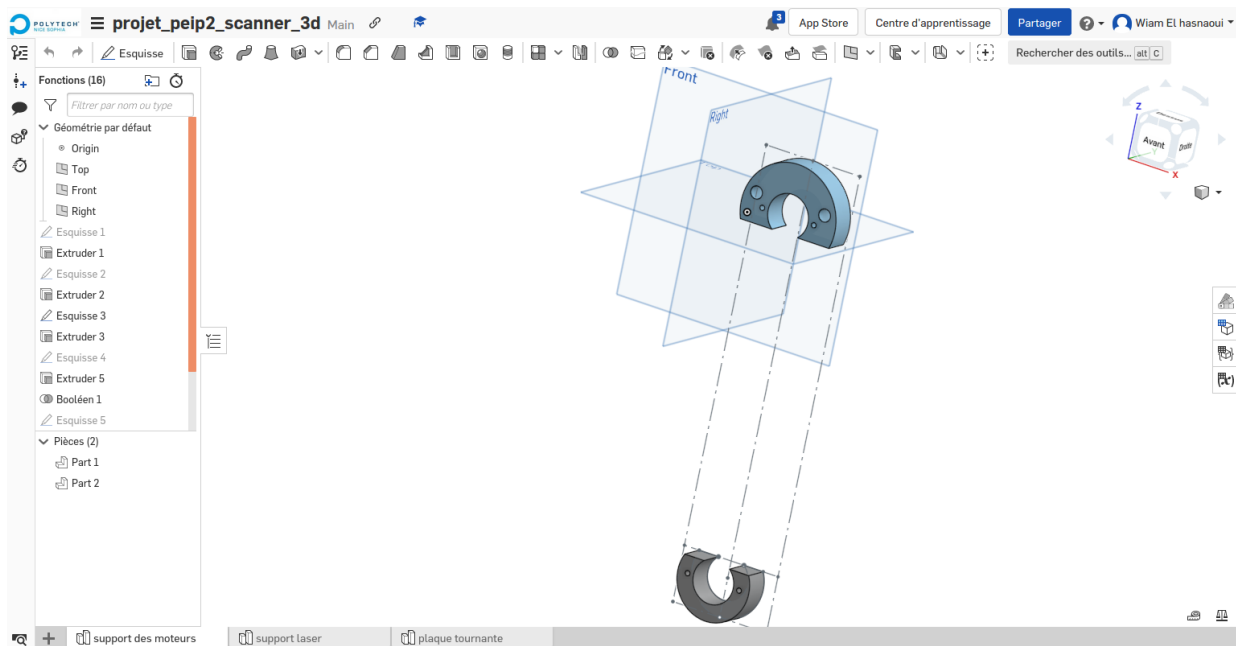 POLYTECH
NICE SOPHIA
projet_peip2_scanner_3d Main
3
App Store
Centre d'apprentissage
Partager
Wiam El hasnaoui
Esquisse
Rechercher des outils... alt C
Fonctions (16)
Filtrer par nom ou type
Géométrie par défaut
Origin
Top
Front
Right
Esquisse 1
Extruder 1
Esquisse 2
Extruder 2
Esquisse 3
Extruder 3
Esquisse 4
Extruder 5
Booléen 1
Esquisse 5
Pièces (2)
Part 1
Part 2
Front
Right
Z
Avant
Droite
X
support des moteurs
support laser
plaque tournante